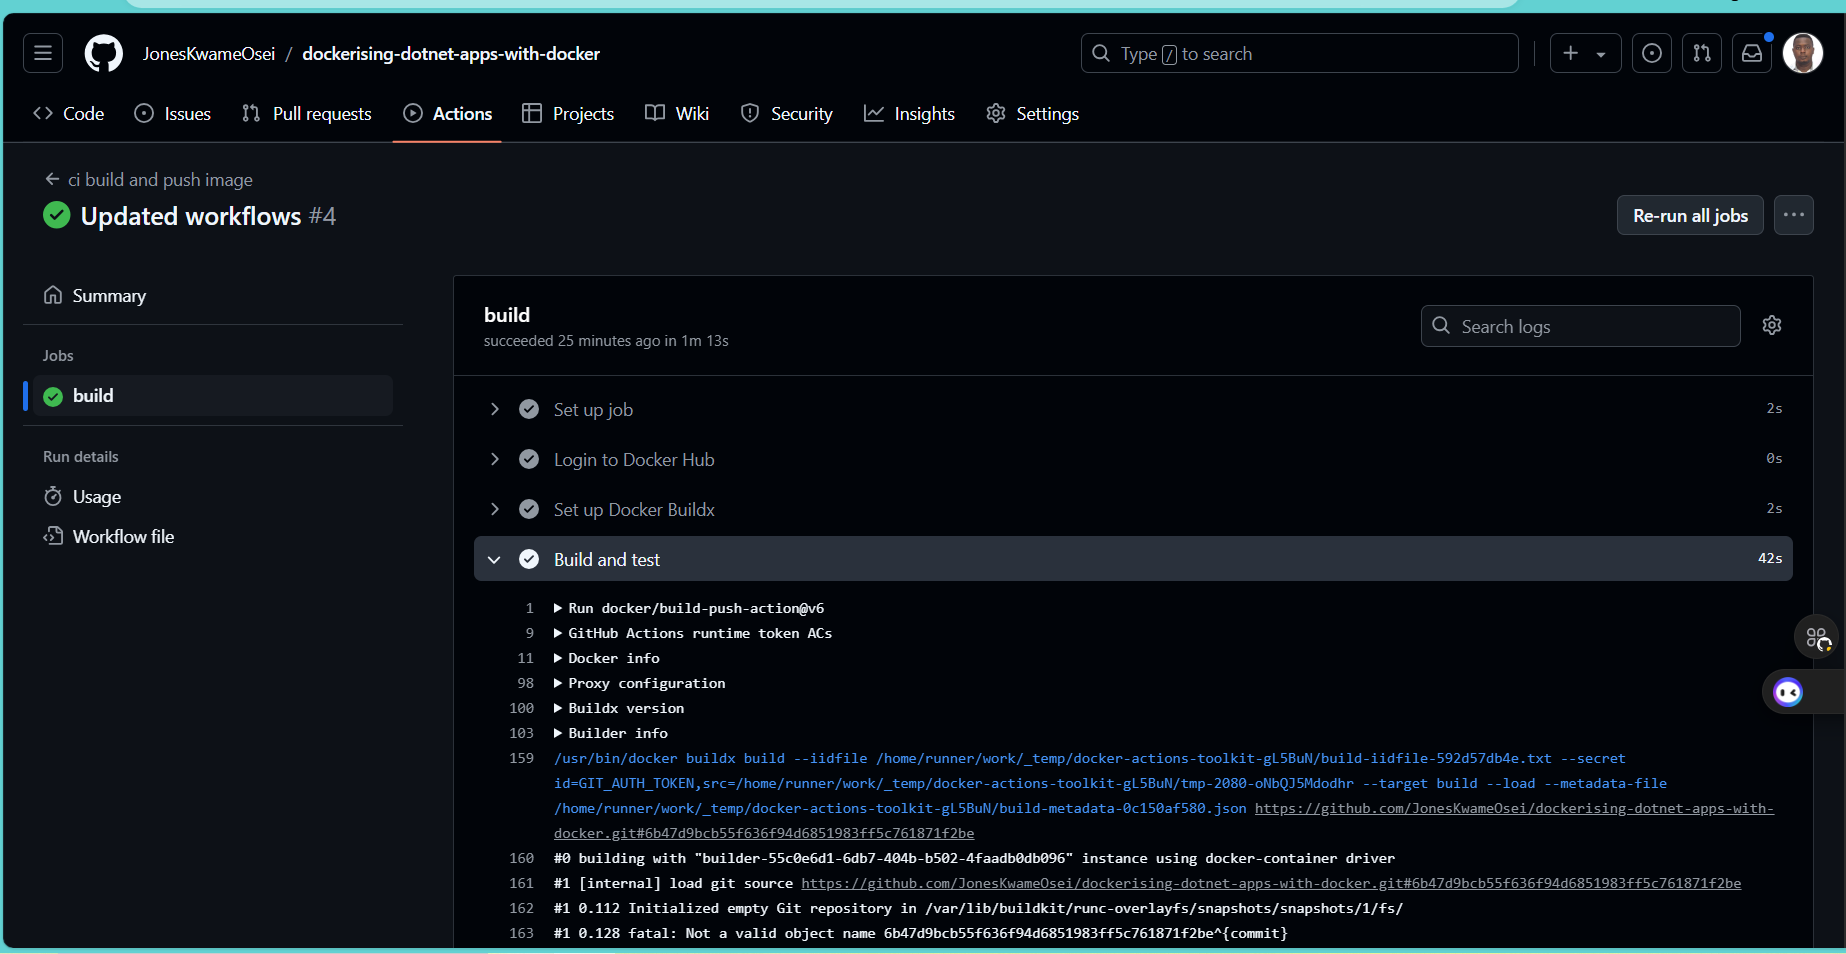 JonesKwameOsei / dockerising-dotnet-apps-with-docker
Type / to search
Code Issues Pull requests Actions Projects Wiki Security Insights Settings
ci build and push image
Updated workflows #4
Re-run all jobs
Summary
Jobs
build
Run details
Usage
Workflow file
build
succeeded 25 minutes ago in 1m 13s
Search logs
Set up job 2s
Login to Docker Hub 0s
Set up Docker Buildx 2s
Build and test 42s
1 Run docker/build-push-action@v6
9 GitHub Actions runtime token ACs
11 Docker info
98 Proxy configuration
100 Buildx version
103 Builder info
159 /usr/bin/docker buildx build --iidfile /home/runner/work/_temp/docker-actions-toolkit-gL5BuN/build-iidfile-592d57db4e.txt --secret
id=GIT_AUTH_TOKEN,src=/home/runner/work/_temp/docker-actions-toolkit-gL5BuN/tmp-2080-oNbQJ5Mdodhr --target build --load --metadata-file
/home/runner/work/_temp/docker-actions-toolkit-gL5BuN/build-metadata-0c150af580.json https://github.com/JonesKwameOsei/dockerising-dotnet-apps-with-
docker.git#6b47d9bcb55f636f94d6851983ff5c761871f2be
160 #0 building with "builder-55c0e6d1-6db7-404b-b502-4faadb0db096" instance using docker-container driver
161 #1 [internal] load git source https://github.com/JonesKwameOsei/dockerising-dotnet-apps-with-docker.git#6b47d9bcb55f636f94d6851983ff5c761871f2be
162 #1 0.112 Initialized empty Git repository in /var/lib/buildkit/runc-overlayfs/snapshots/snapshots/1/fs/
163 #1 0.128 fatal: Not a valid object name 6b47d9bcb55f636f94d6851983ff5c761871f2be^{commit}